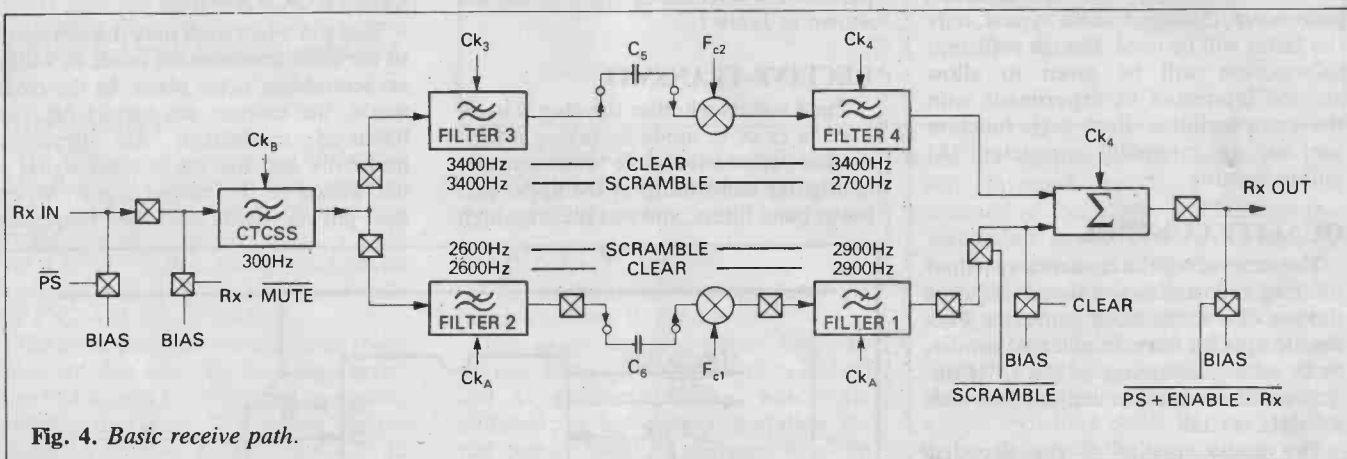 Ck3
C5
Fc2
Ck4
FILTER 3
FILTER 4
3400Hz CLEAR 3400Hz
3400Hz SCRAMBLE 2700Hz
CkB
Rx IN
CTCSS
300Hz
PS
Rx · MUTE
BIAS
BIAS
Ck4
Σ
Rx OUT
2600Hz SCRAMBLE 2900Hz
2600Hz CLEAR 2900Hz
FILTER 2
FILTER 1
CkA
C6
Fc1
CkA
CLEAR
BIAS
BIAS
SCRAMBLE
PS + ENABLE · Rx
Fig. 4. Basic receive path.